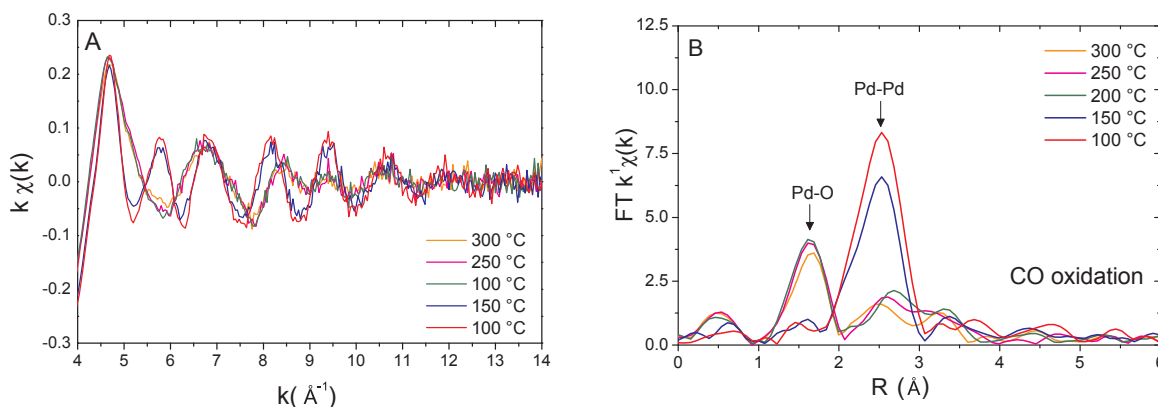 A
0.3
0.2
0.1
0.0
-0.1
-0.2
-0.3
k χ(k)
300 °C
250 °C
100 °C
150 °C
100 °C
4 5 6 7 8 9 10 11 12 13 14
k( Å⁻¹)
B
12.5
10.0
7.5
5.0
2.5
0.0
FT k¹χ(k)
300 °C
250 °C
200 °C
150 °C
100 °C
Pd-Pd
Pd-O
CO oxidation
0 1 2 3 4 5 6
R (Å)